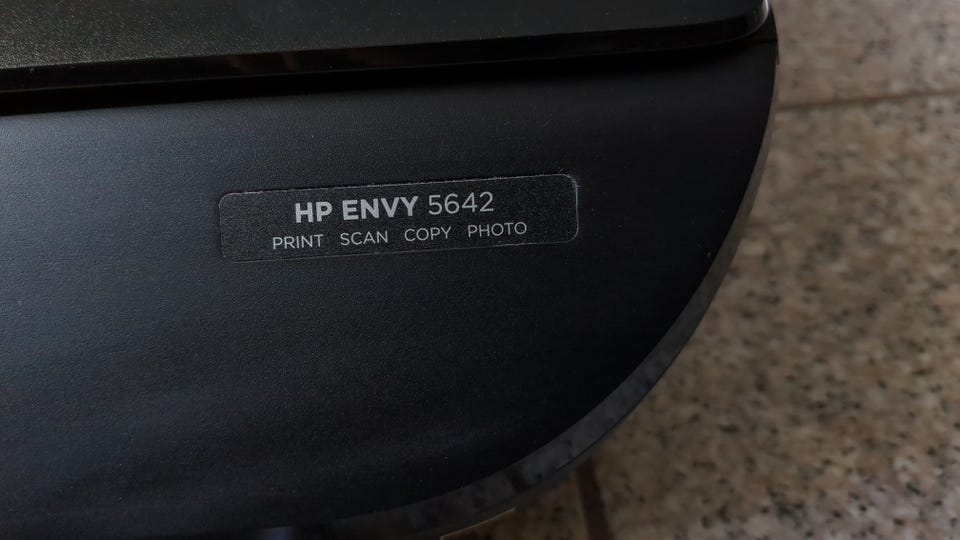 HP ENVY 5642
PRINT SCAN COPY PHOTO